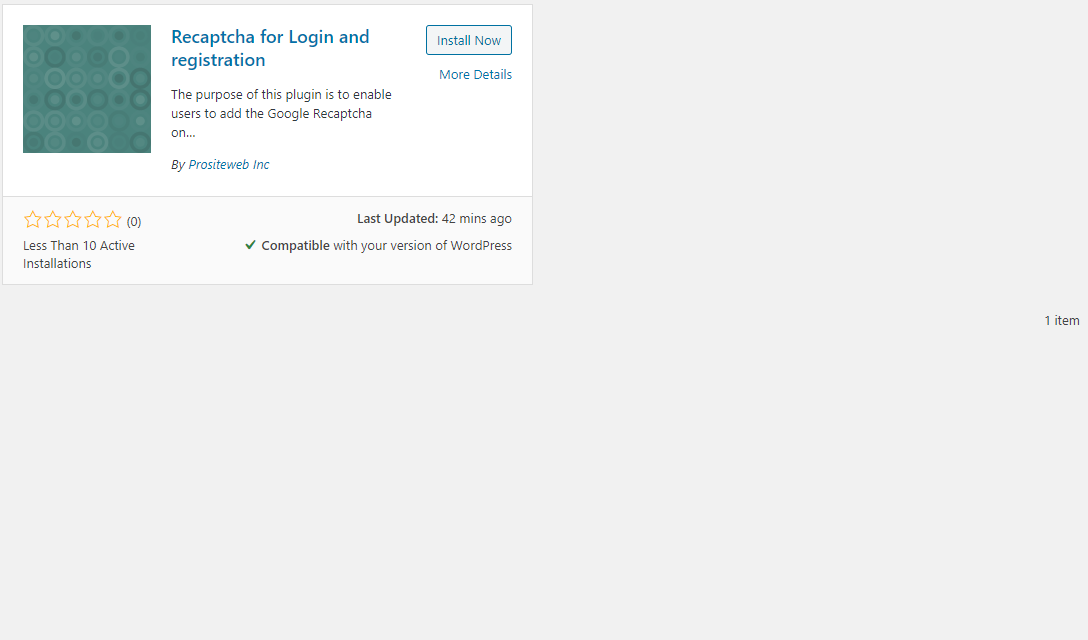 Recaptcha for Login and
registration
Install Now
More Details
The purpose of this plugin is to enable
users to add the Google Recaptcha
on...
By Prositeweb Inc
(0)
Last Updated: 42 mins ago
Less Than 10 Active
Installations
Compatible with your version of WordPress
1 item